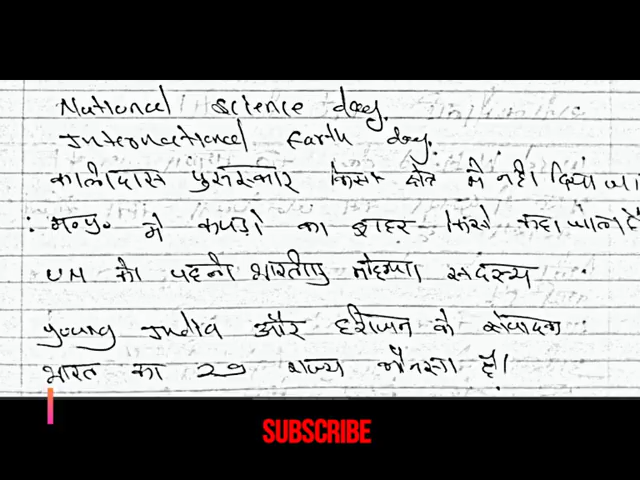 National Science day.
International Earth day.
कालीदास पुरुस्कार किस क्षेत्र में नही दिया जा
: म.प्र. मे कपड़ो का शहर किसे कहा जाता है
UN की पहली भारतीय महिला सदस्य
young India और हरिजन के संपादक
भारत का 29 राज्य कौनसा है।
SUBSCRIBE